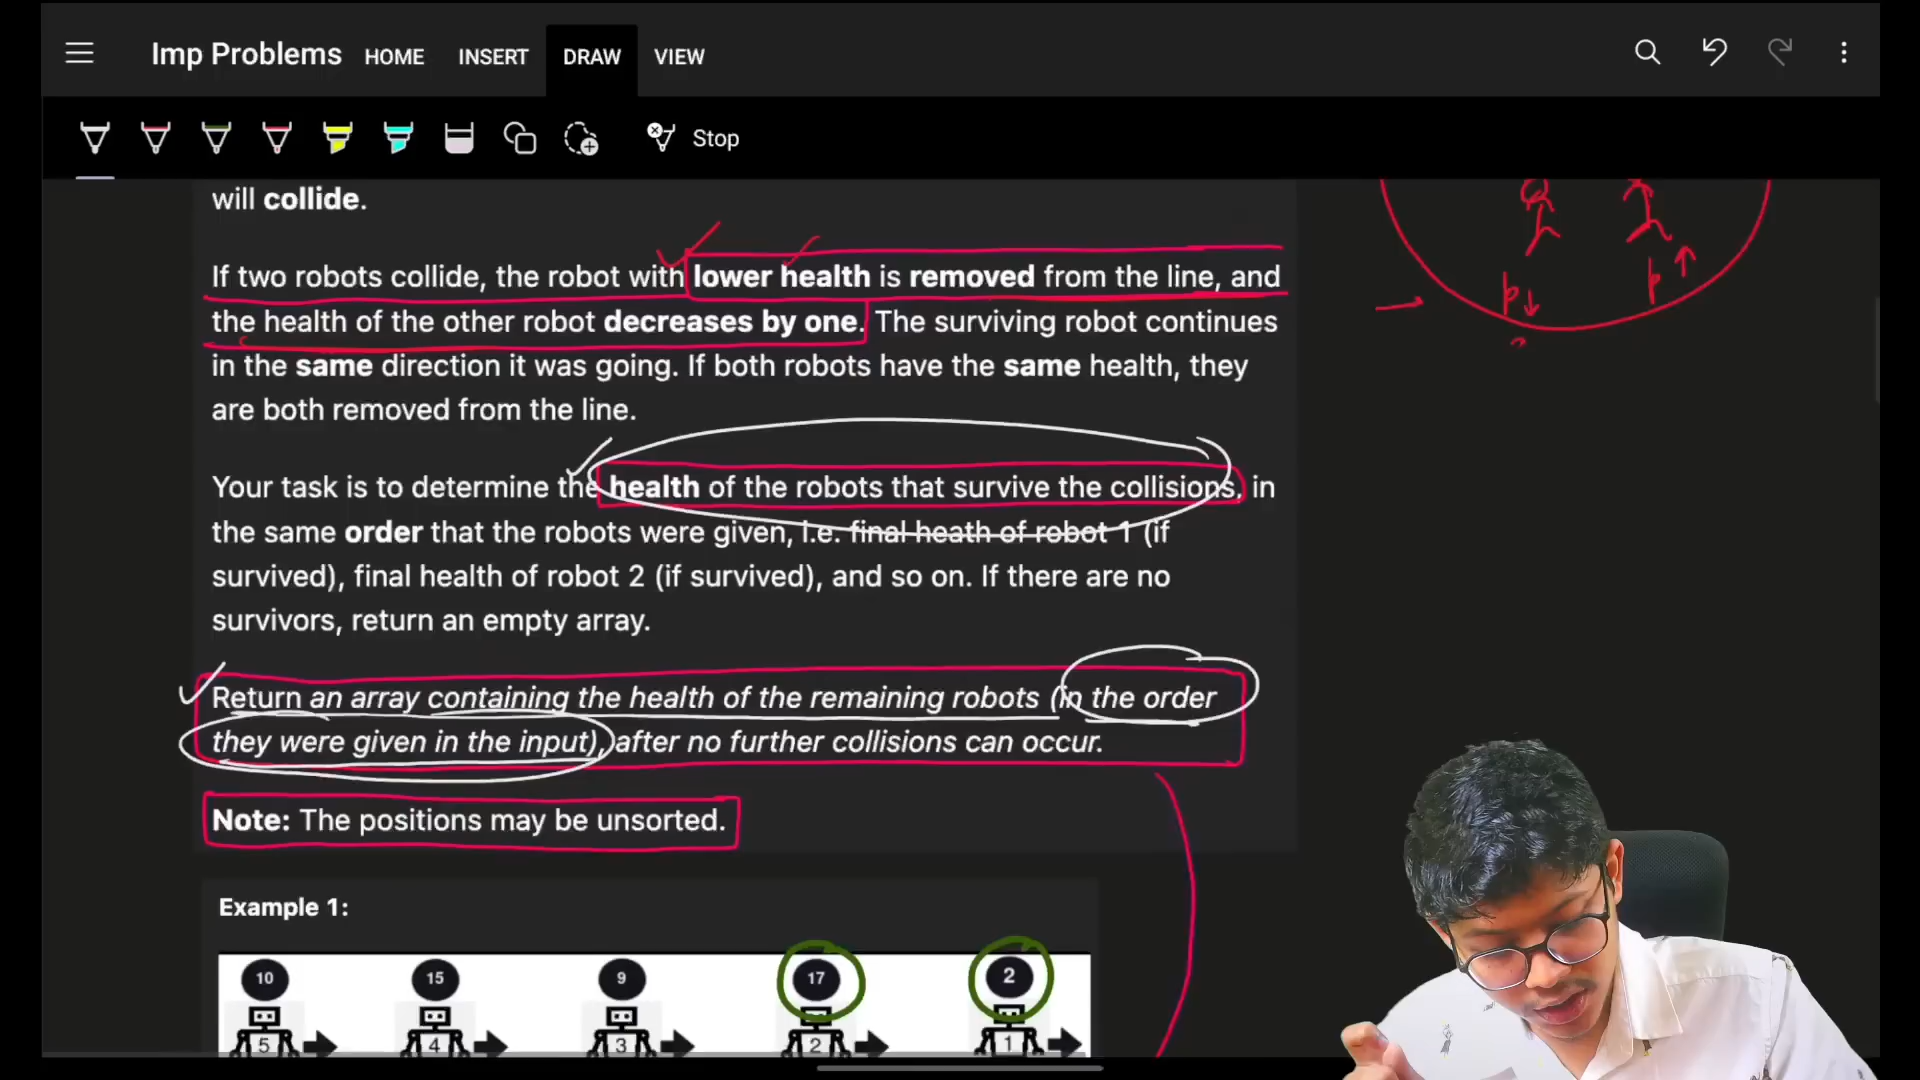 Imp Problems HOME INSERT DRAW VIEW
Stop
will collide.
If two robots collide, the robot with lower health is removed from the line, and
the health of the other robot decreases by one. The surviving robot continues
in the same direction it was going. If both robots have the same health, they
are both removed from the line.
Your task is to determine the health of the robots that survive the collisions, in
the same order that the robots were given, i.e. final heath of robot 1 (if
survived), final health of robot 2 (if survived), and so on. If there are no
survivors, return an empty array.
Return an array containing the health of the remaining robots (in the order
they were given in the input), after no further collisions can occur.
Note: The positions may be unsorted.
Example 1:
10 15 9 17 2
5 4 3 2 1